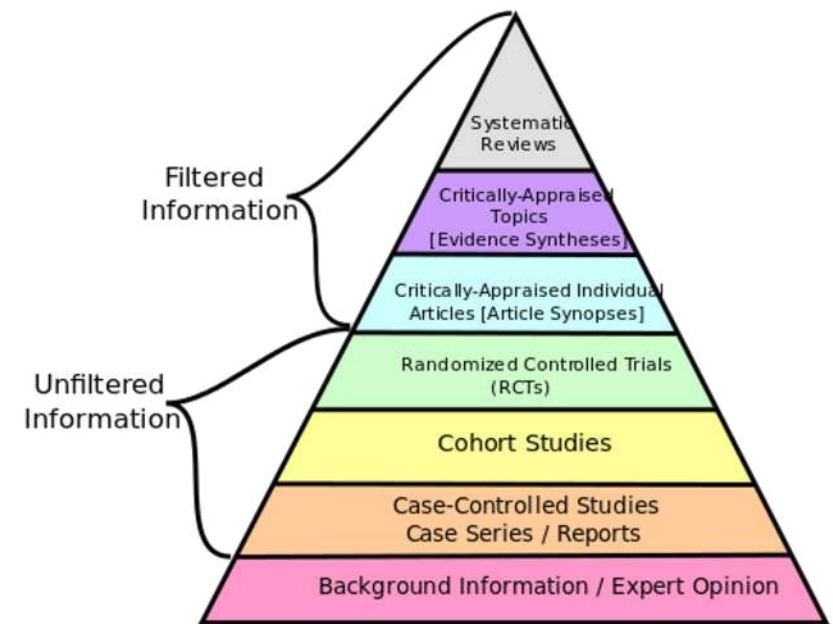 Systematic
Reviews
Critically-Appraised
Topics
[Evidence Syntheses]
Filtered
Information
Critically-Appraised Individual
Articles [Article Synopses]
Randomized Controlled Trials
(RCTs)
Unfiltered
Information
Cohort Studies
Case-Controlled Studies
Case Series / Reports
Background Information / Expert Opinion